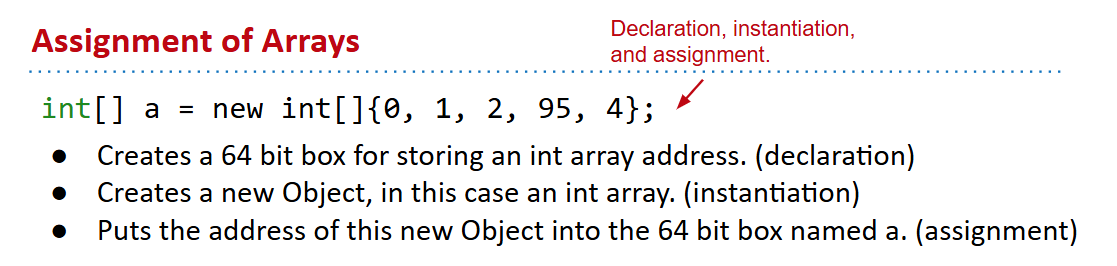 Assignment of Arrays
Declaration, instantiation,
and assignment.
int[] a = new int[]{0, 1, 2, 95, 4};
● Creates a 64 bit box for storing an int array address. (declaration)
● Creates a new Object, in this case an int array. (instantiation)
● Puts the address of this new Object into the 64 bit box named a. (assignment)